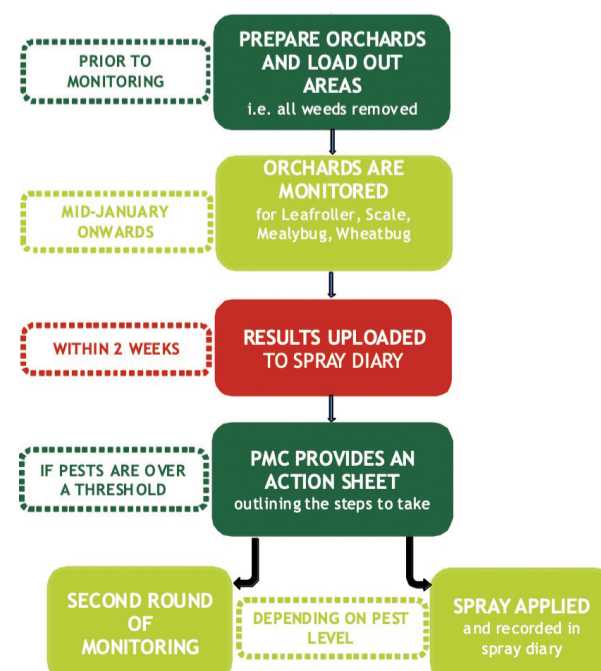 PRIOR TO
MONITORING
PREPARE ORCHARDS
AND LOAD OUT
AREAS
i.e. all weeds removed
MID-JANUARY
ONWARDS
ORCHARDS ARE
MONITORED
for Leafroller, Scale,
Mealybug, Wheatbug
WITHIN 2 WEEKS
RESULTS UPLOADED
TO SPRAY DIARY
IF PESTS ARE OVER
A THRESHOLD
PMC PROVIDES AN
ACTION SHEET
outlining the steps to take
SECOND ROUND
OF
MONITORING
DEPENDING ON PEST
LEVEL
SPRAY APPLIED
and recorded in
spray diary